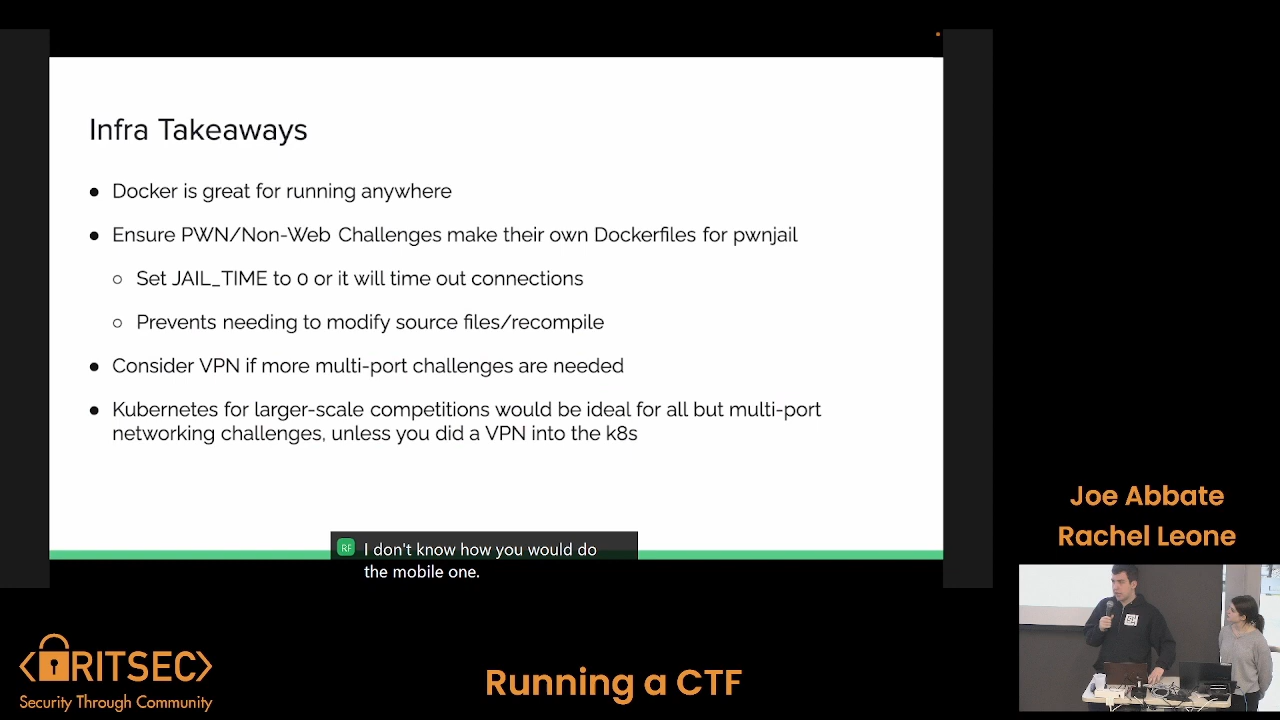 Infra Takeaways
● Docker is great for running anywhere
● Ensure PWN/Non-Web Challenges make their own Dockerfiles for pwnjail
○ Set JAIL_TIME to 0 or it will time out connections
○ Prevents needing to modify source files/recompile
● Consider VPN if more multi-port challenges are needed
● Kubernetes for larger-scale competitions would be ideal for all but multi-port
networking challenges, unless you did a VPN into the k8s
RF I don't know how you would do
the mobile one.
Joe Abbate
Rachel Leone
<RITSEC>
Security Through Community
Running a CTF